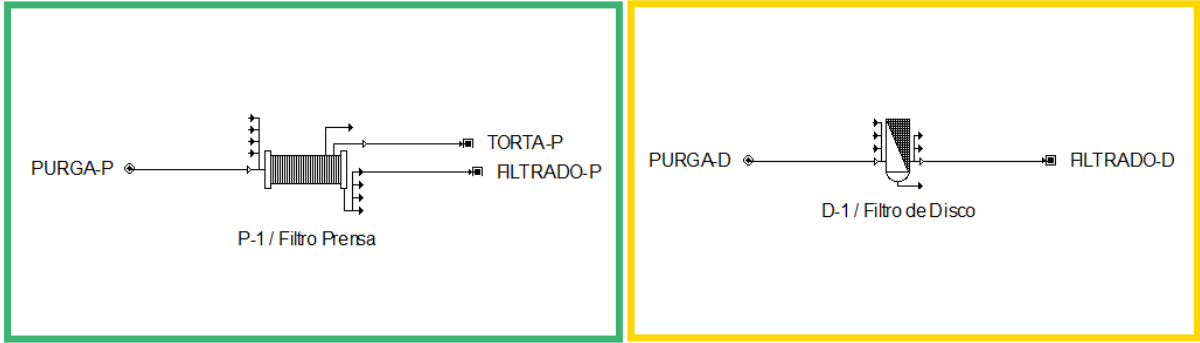 PURGA-P
TORTA-P
FILTRADO-P
P-1 / Filtro Prensa
PURGA-D
FILTRADO-D
D-1 / Filtro de Disco